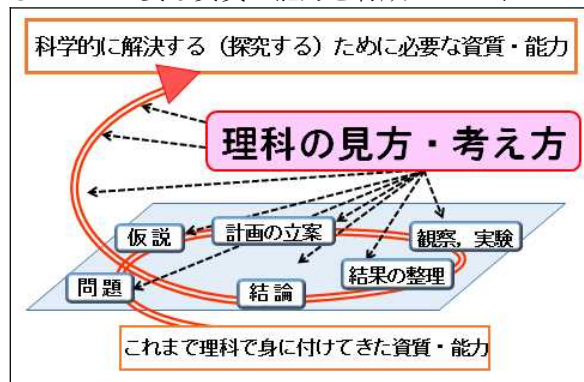 科学的に解決する（探究する）ために必要な資質・能力
理科の見方・考え方
仮説
計画の立案
観察，実験
問題
結論
結果の整理
これまで理科で身に付けてきた資質・能力